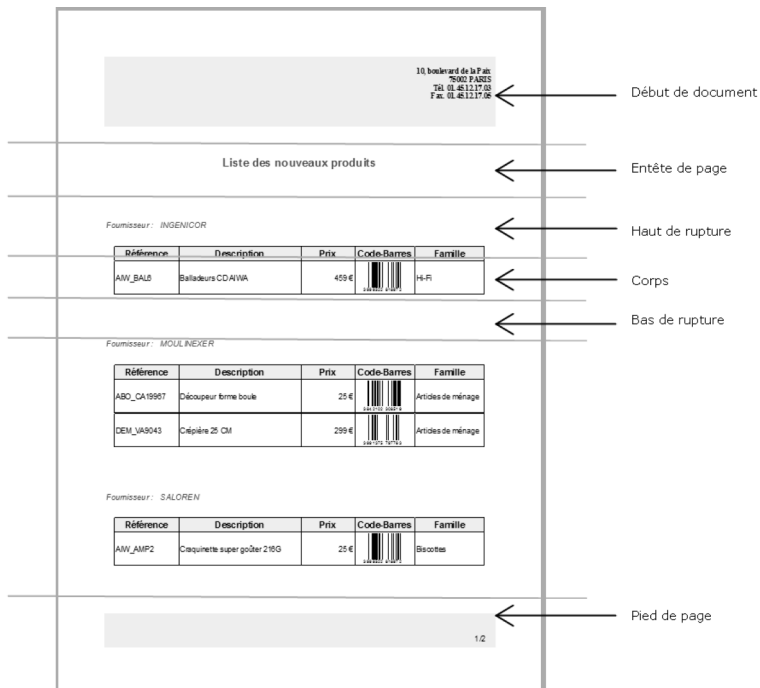 10, boulevard de la Paix
75002 PARIS
Tél. 01.45.12.17.03
Fax. 01.45.12.17.05
Début de document
Liste des nouveaux produits
Entête de page
Fournisseur : INGENICOR
Haut de rupture
Référence Description Prix Code-Barres Famille
AIW_BAL6 Balladeurs CD AIWA 459 € Hi-Fi
Corps
Bas de rupture
Fournisseur : MOULINEXER
Référence Description Prix Code-Barres Famille
ABO_CA19967 Découpeur forme boule 25 € Articles de ménage
DEM_VA9043 Crépière 25 CM 299 € Articles de ménage
Fournisseur : SALOREN
Référence Description Prix Code-Barres Famille
AIW_AMP2 Craquinette super goûter 216G 25 € Biscottes
Pied de page
1/2